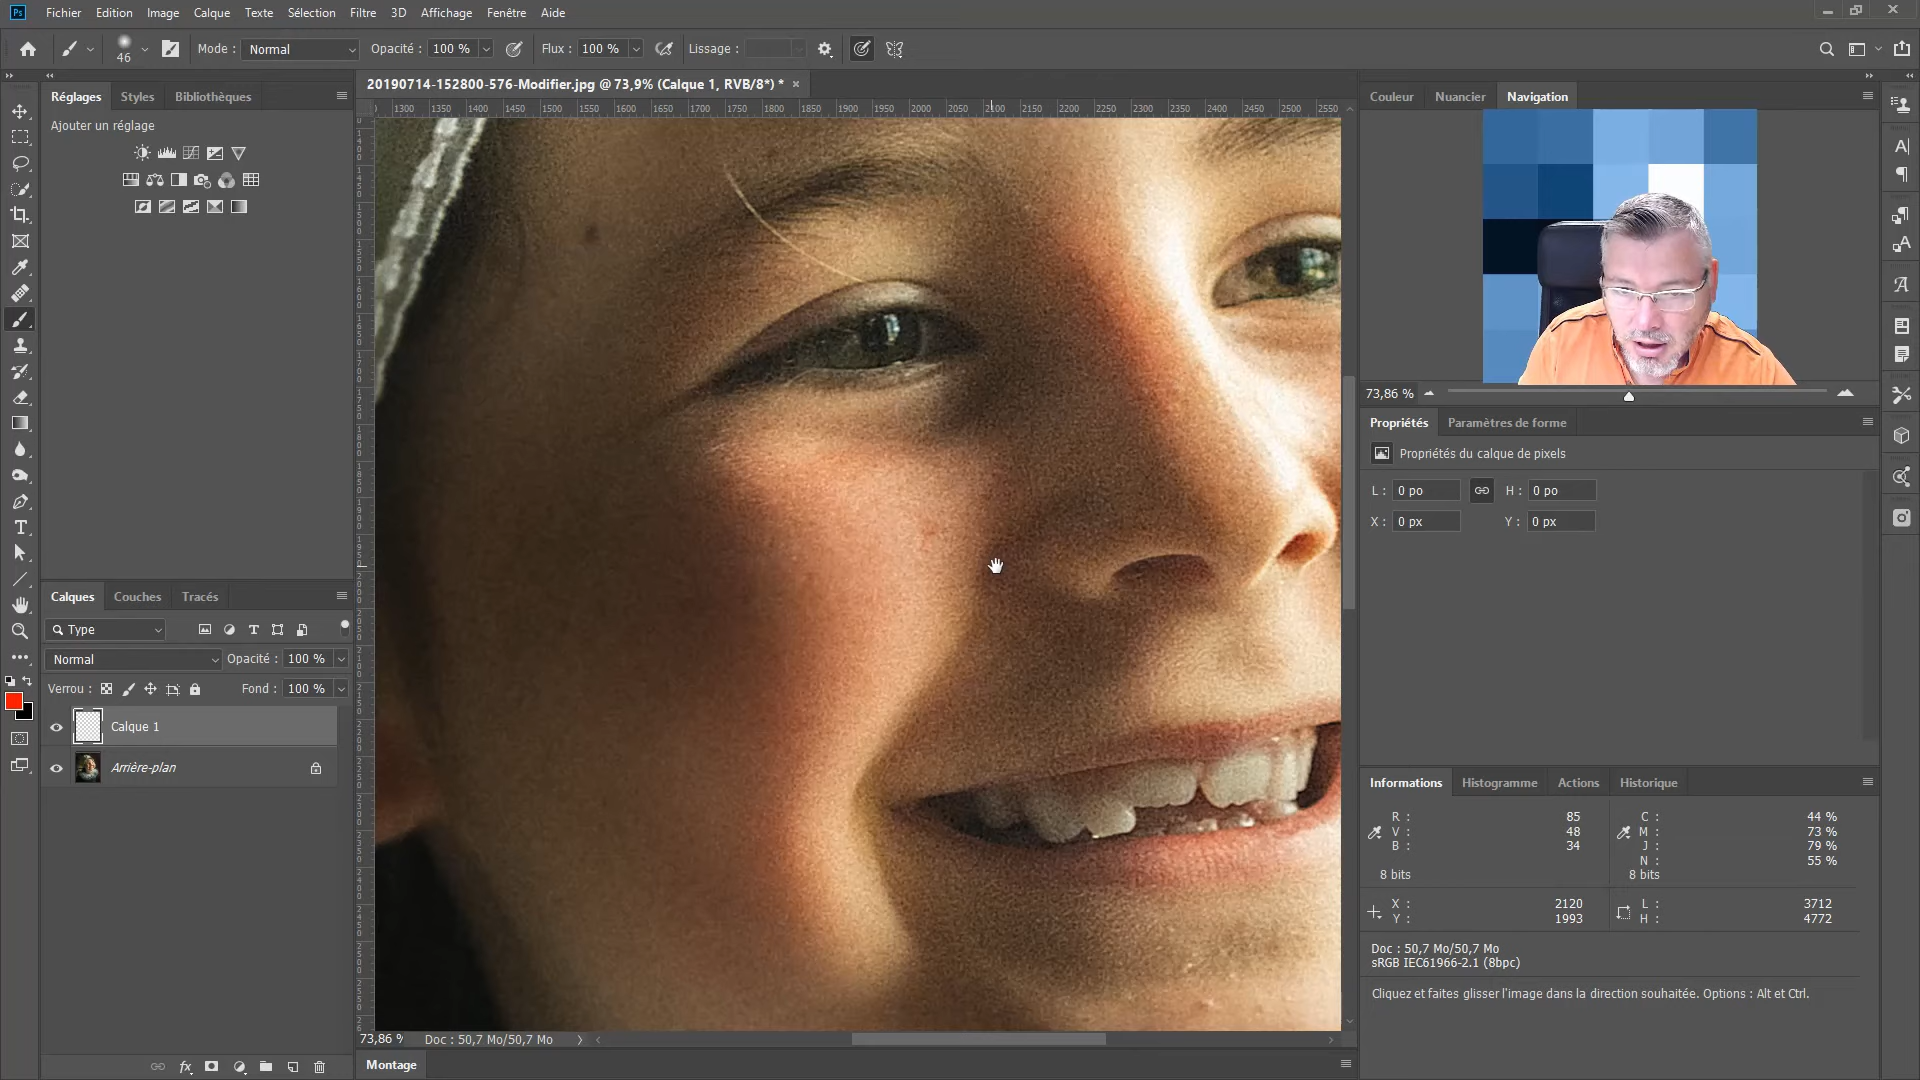 Ps Fichier Edition Image Calque Texte Sélection Filtre 3D Affichage Fenêtre Aide
46 Mode : Normal Opacité : 100 % Flux : 100 % Lissage :
Réglages Styles Bibliothèques
20190714-152800-576-Modifier.jpg @ 73,9% (Calque 1, RVB/8*) *
Couleur Nuancier Navigation
1300 1350 1400 1450 1500 1550 1600 1650 1700 1750 1800 1850 1900 1950 2000 2050 2100 2150 2200 2250 2300 2350 2400 2450 2500 2550
Ajouter un réglage
73,86 %
Propriétés Paramètres de forme
Propriétés du calque de pixels
L : 0 po H : 0 po
X : 0 px Y : 0 px
Calques Couches Tracés
Type
Normal Opacité : 100 %
Verrou : Fond : 100 %
Calque 1
Arrière-plan
Informations Histogramme Actions Historique
R : 85 C : 44 %
V : 48 M : 73 %
B : 34 J : 79 %
N : 55 %
8 bits 8 bits
X : 2120 L : 3712
Y : 1993 H : 4772
Doc : 50,7 Mo/50,7 Mo
sRGB IEC61966-2.1 (8bpc)
Cliquez et faites glisser l'image dans la direction souhaitée. Options : Alt et Ctrl.
73,86 % Doc : 50,7 Mo/50,7 Mo
Montage